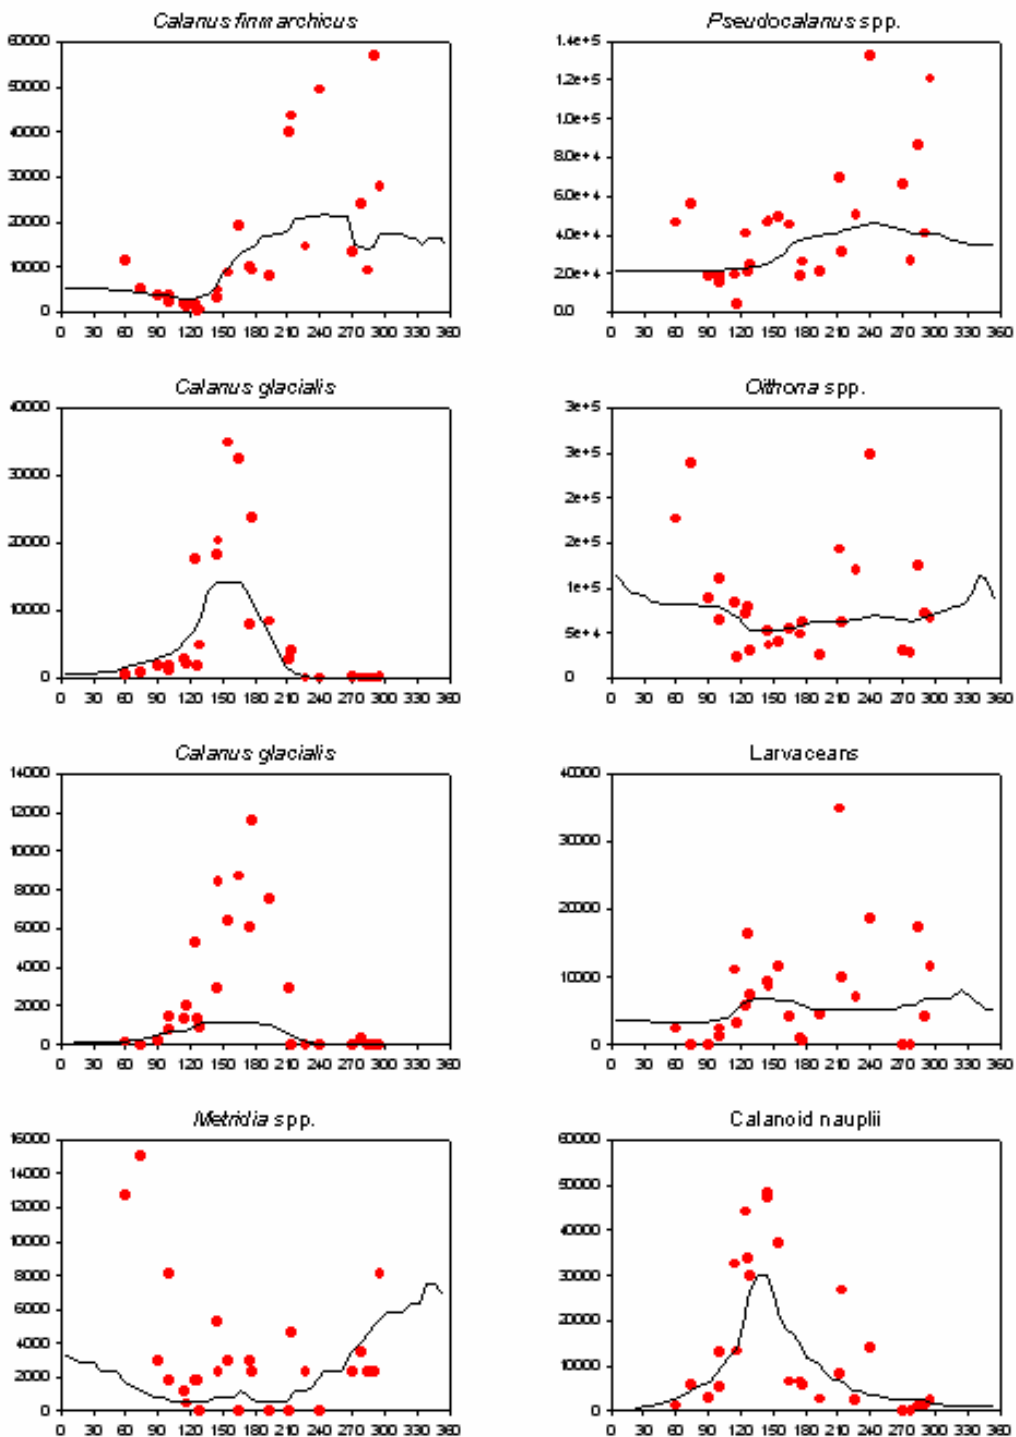 Calanus finmarchicus
60000
50000
40000
30000
20000
10000
0
0 30 60 90 120 150 180 210 240 270 300 330 360
Pseudocalanus spp.
1.4e+5
1.2e+5
1.0e+5
8.0e+4
6.0e+4
4.0e+4
2.0e+4
0.0
0 30 60 90 120 150 180 210 240 270 300 330 360
Calanus glacialis
40000
30000
20000
10000
0
0 30 60 90 120 150 180 210 240 270 300 330 360
Oithona spp.
3e+5
3e+5
2e+5
2e+5
1e+5
5e+4
0
0 30 60 90 120 150 180 210 240 270 300 330 360
Calanus glacialis
14000
12000
10000
8000
6000
4000
2000
0
0 30 60 90 120 150 180 210 240 270 300 330 360
Larvaceans
40000
30000
20000
10000
0
0 30 60 90 120 150 180 210 240 270 300 330 360
Metridia spp.
16000
14000
12000
10000
8000
6000
4000
2000
0
0 30 60 90 120 150 180 210 240 270 300 330 360
Calanoid nauplii
60000
50000
40000
30000
20000
10000
0
0 30 60 90 120 150 180 210 240 270 300 330 360